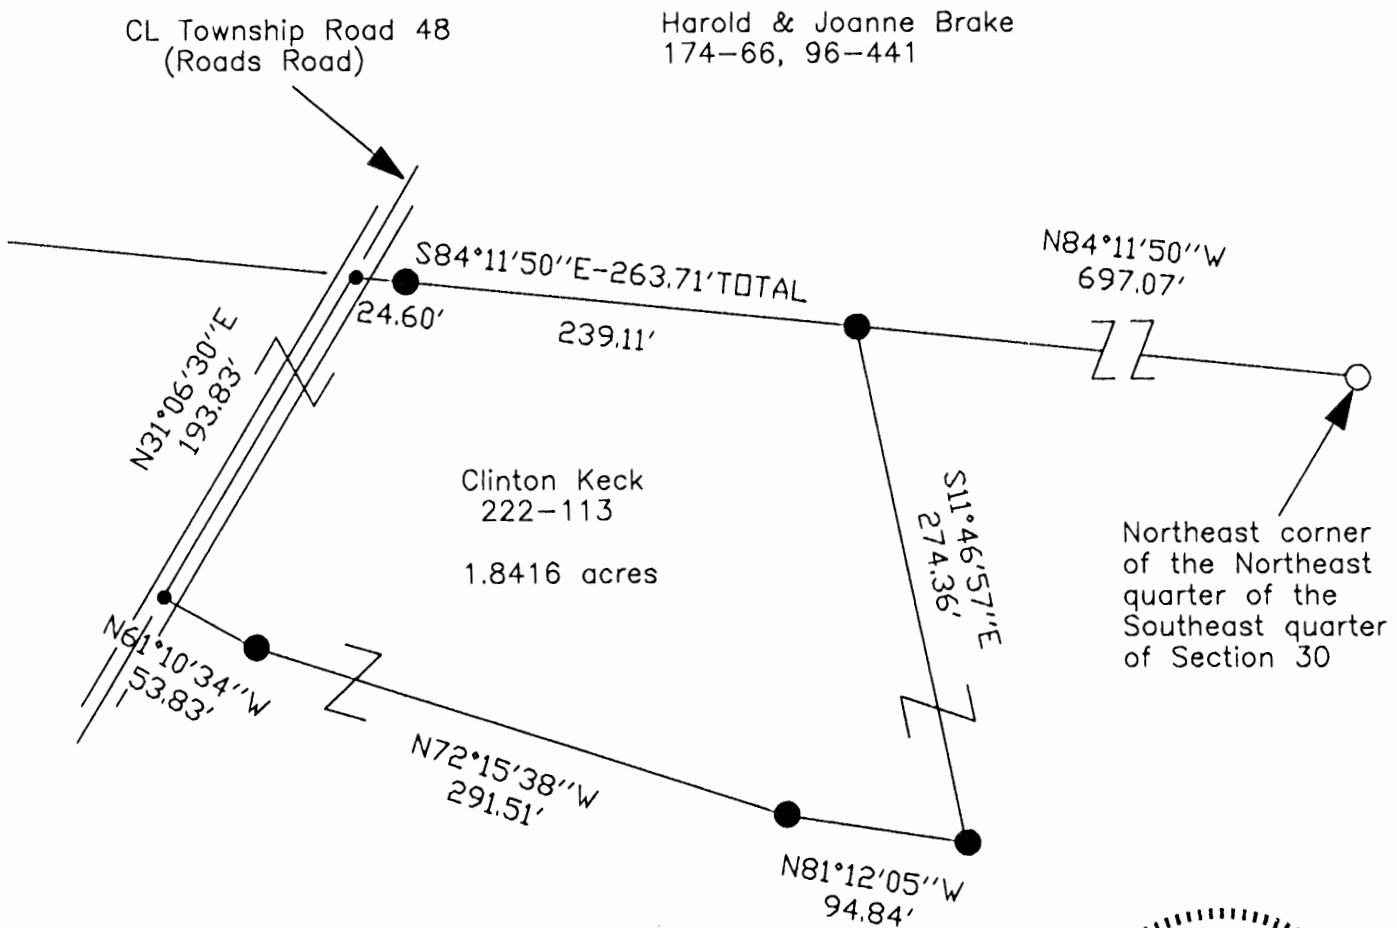 CL Township Road 48
(Roads Road)
Harold & Joanne Brake
174-66, 96-441
S84°11'50''E-263.71'TOTAL
24.60'
239.11'
N84°11'50''W
697.07'
N31°06'30''E
193.83'
Clinton Keck
222-113
1.8416 acres
S11°46'57''E
274.36'
Northeast corner
of the Northeast
quarter of the
Southeast quarter
of Section 30
N61°10'34''W
53.83'
N72°15'38''W
291.51'
N81°12'05''W
94.84'